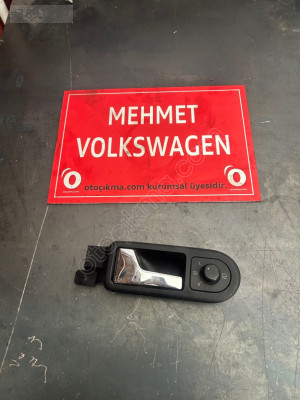 MEHMET
VOLKSWAGEN
otoçıkma.com kurumsal üyesidir.